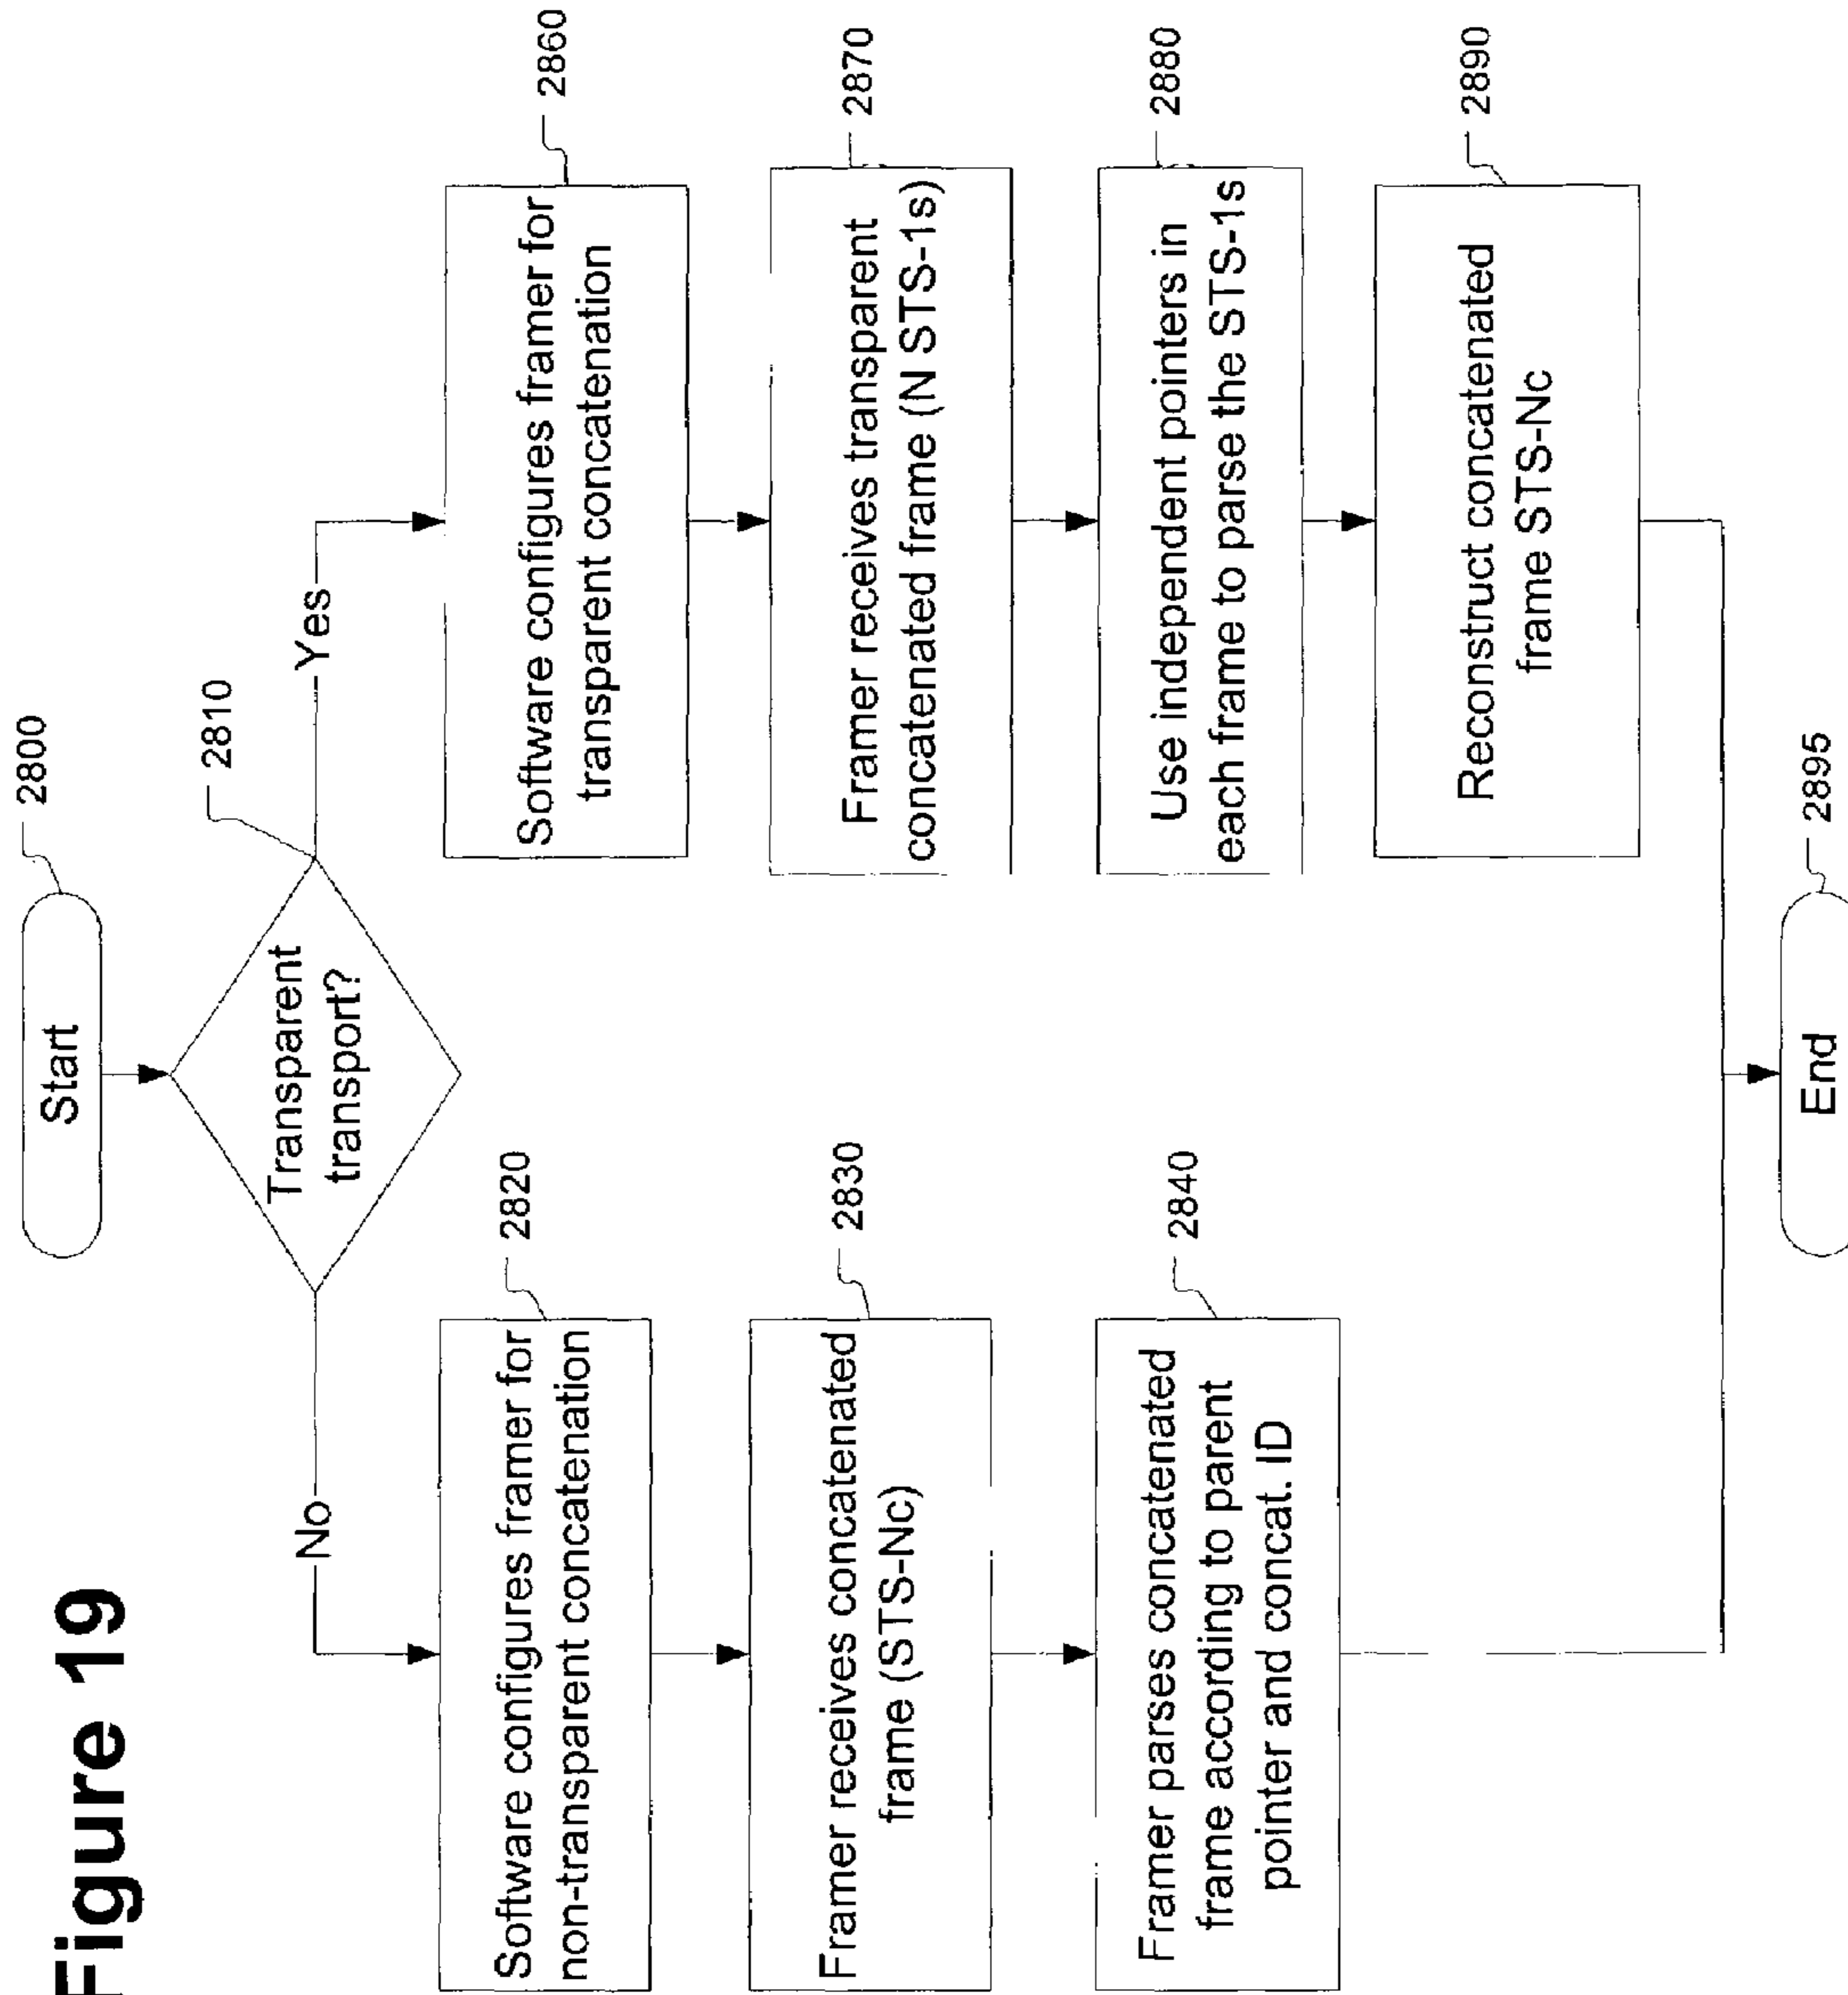 Figure 19
Start
2800
Transparent
transport?
2810
No
Yes
Software configures framer for
non-transparent concatenation
2820
Framer receives concatenated
frame (STS-Nc)
2830
Framer parses concatenated
frame according to parent
pointer and concat. ID
2840
Software configures framer for
transparent concatenation
2860
Framer receives transparent
concatenated frame (N STS-1s)
2870
Use independent pointers in
each frame to parse the STS-1s
2880
Reconstruct concatenated
frame STS-Nc
2890
End
2895